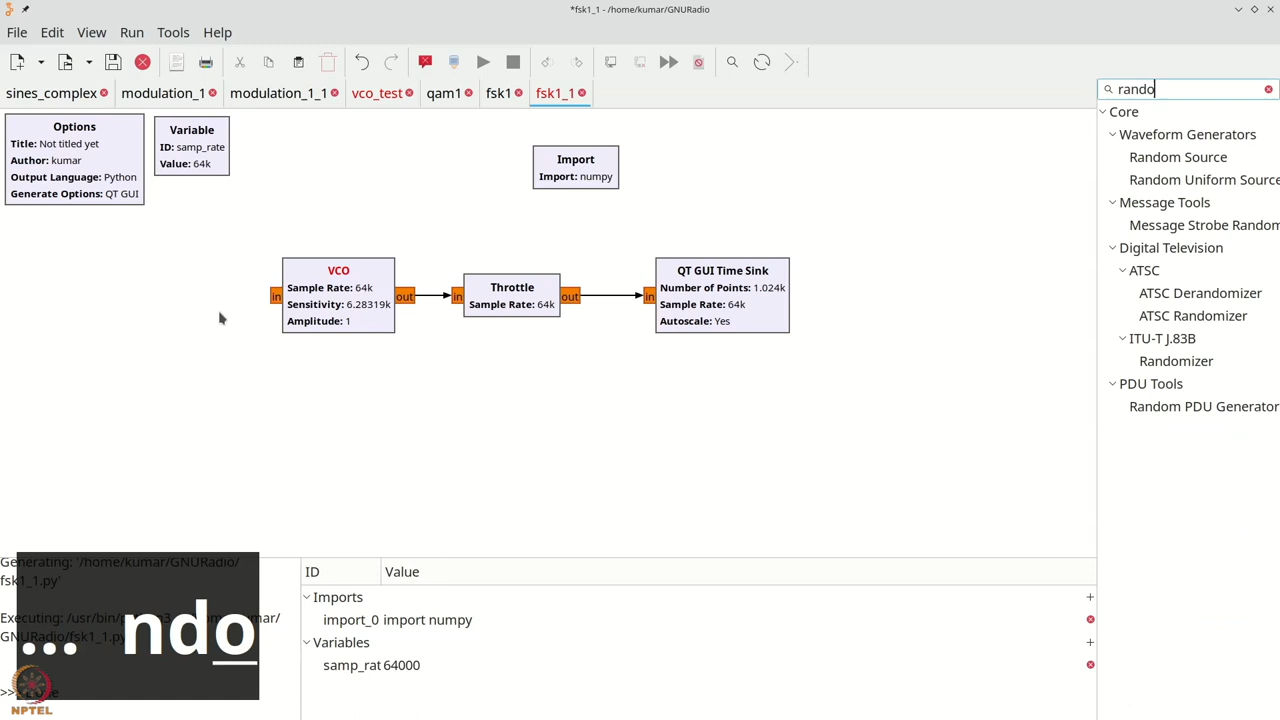 *fsk1_1 - /home/kumar/GNURadio
File Edit View Run Tools Help
sines_complex modulation_1 modulation_1_1 vco_test qam1 fsk1 fsk1_1
rando
Core
Waveform Generators
Random Source
Random Uniform Source
Message Tools
Message Strobe Random
Digital Television
ATSC
ATSC Derandomizer
ATSC Randomizer
ITU-T J.83B
Randomizer
PDU Tools
Random PDU Generator
Options
Title: Not titled yet
Author: kumar
Output Language: Python
Generate Options: QT GUI
Variable
ID: samp_rate
Value: 64k
Import
Import: numpy
VCO
Sample Rate: 64k
Sensitivity: 6.28319k
Amplitude: 1
in
out
Throttle
Sample Rate: 64k
in
out
QT GUI Time Sink
Number of Points: 1.024k
Sample Rate: 64k
Autoscale: Yes
in
Generating: '/home/kumar/GNURadio/
fsk1_1.py'
Executing: /usr/bin/
GNURadio/fsk1_1.py
... ndo
NPTEL
ID Value
Imports
import_0 import numpy
Variables
samp_rat 64000